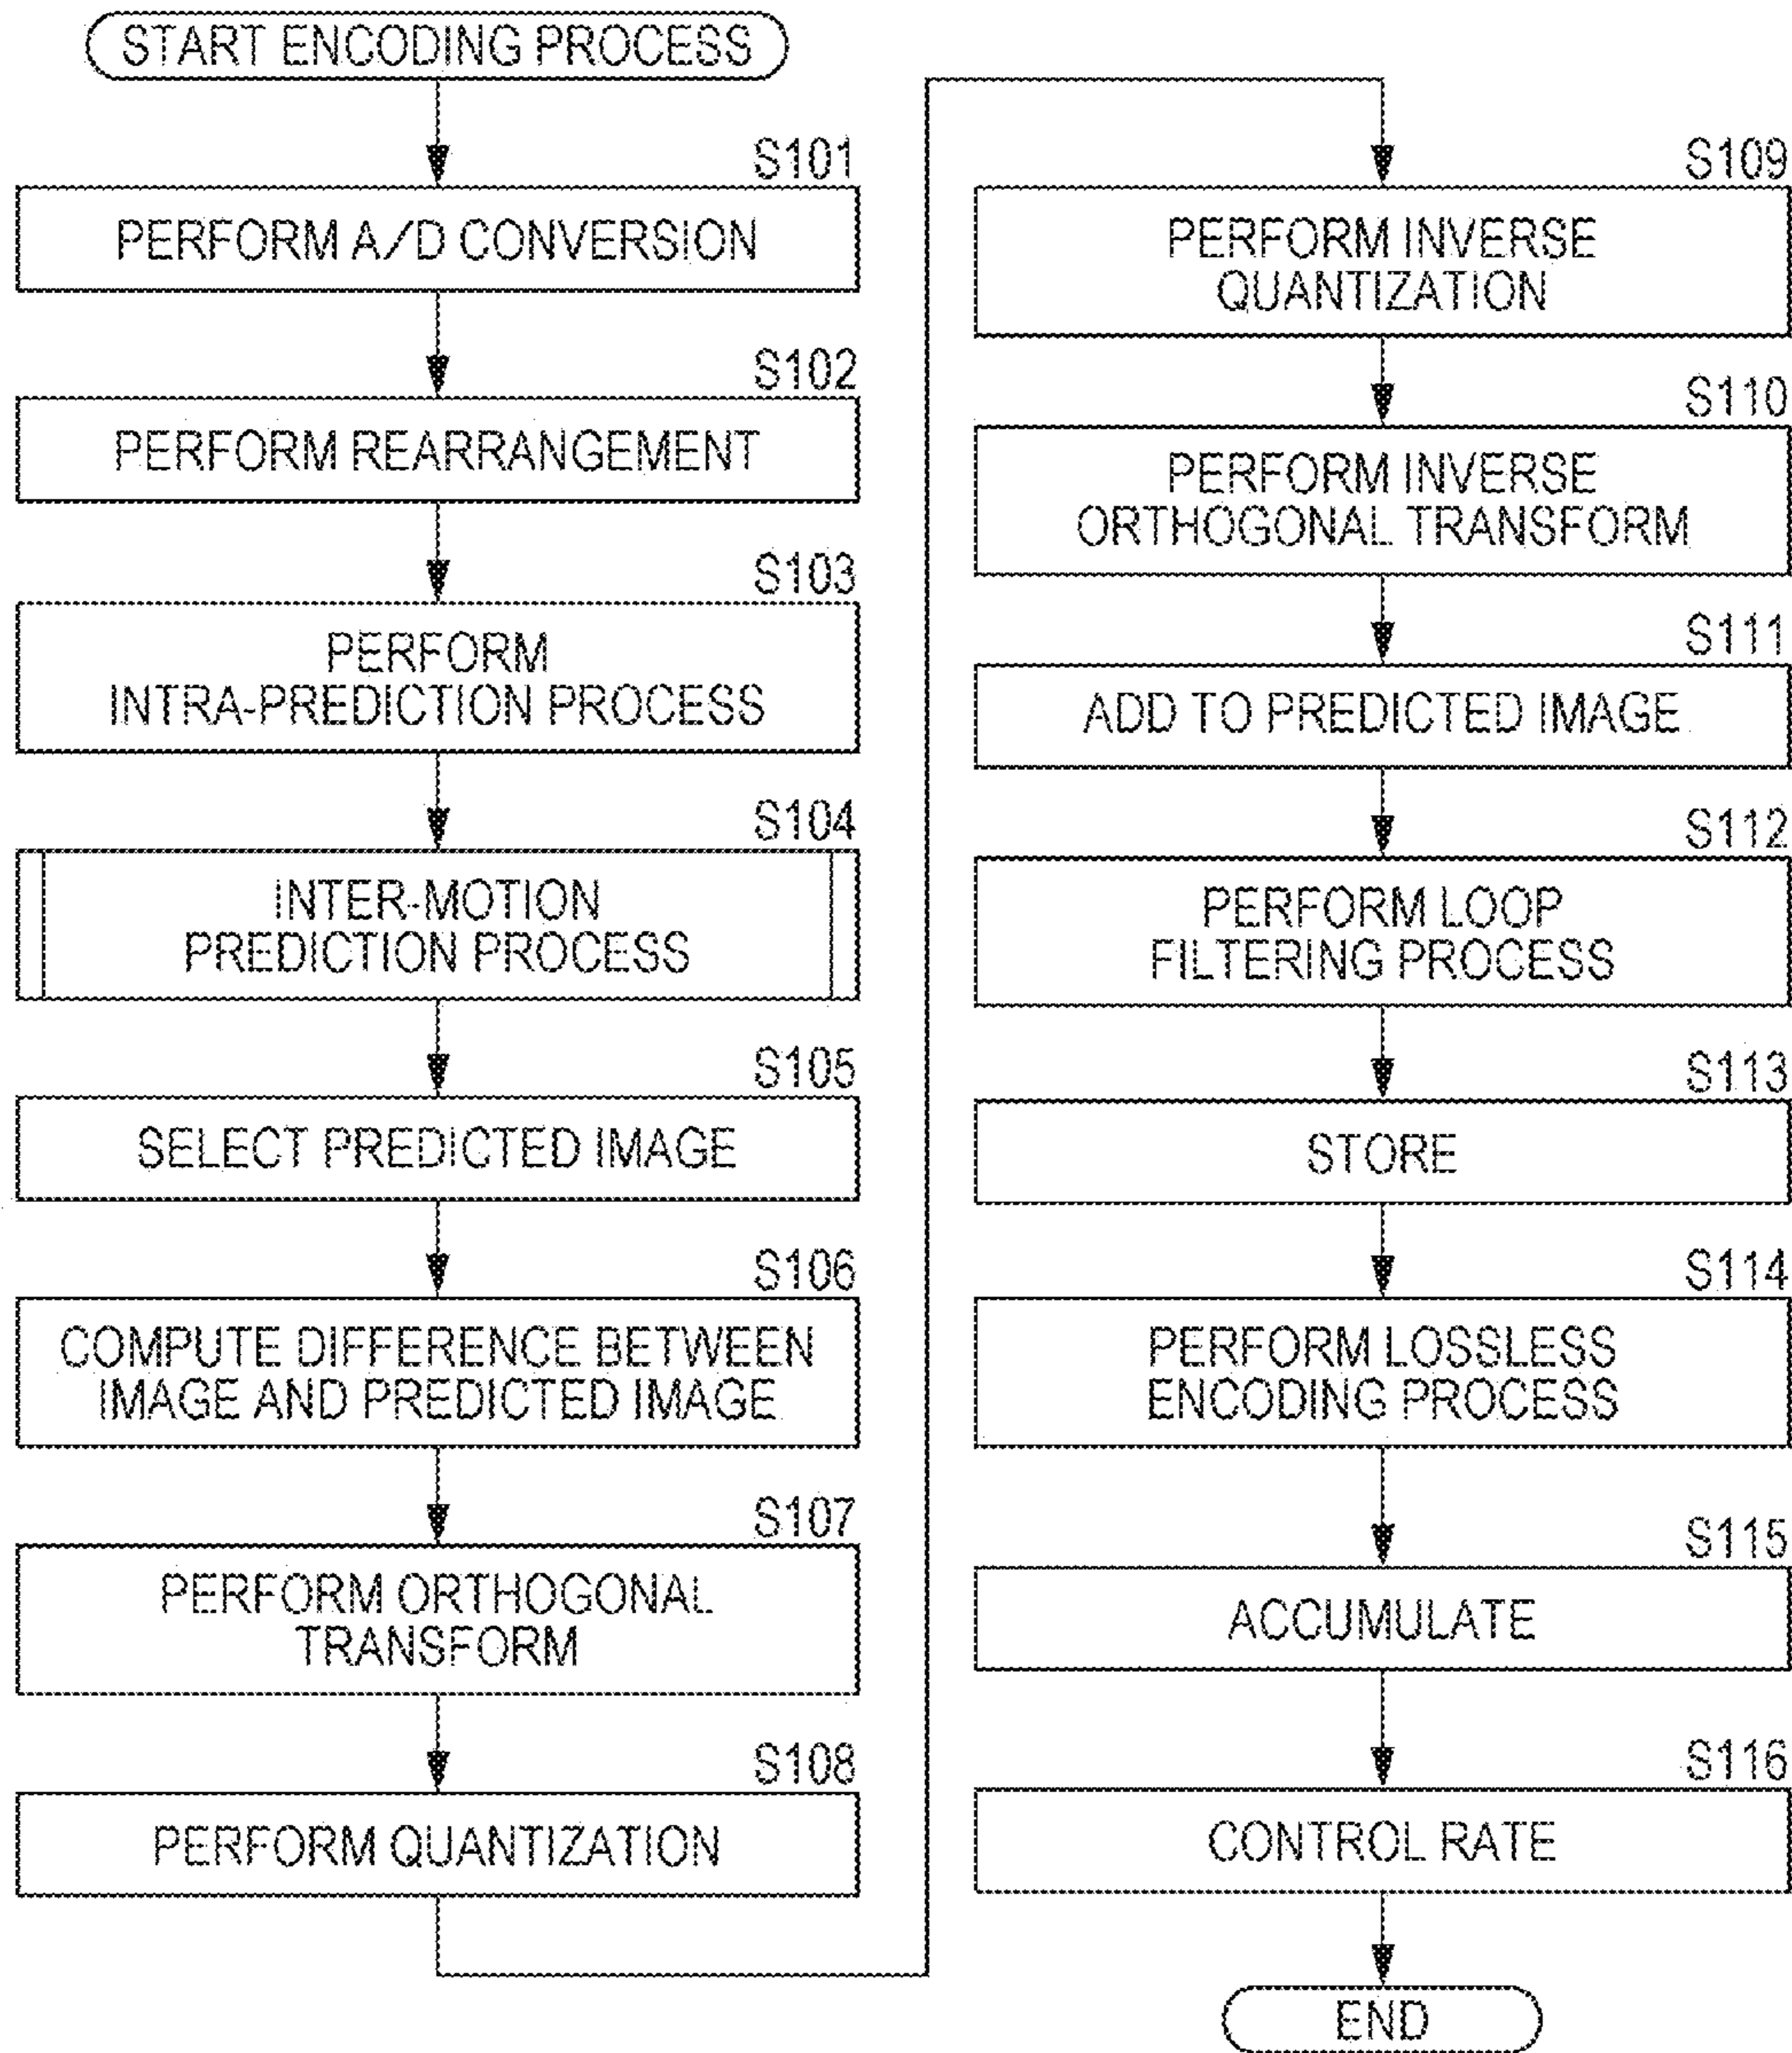 START ENCODING PROCESS
S101
PERFORM A/D CONVERSION
S102
PERFORM REARRANGEMENT
S103
PERFORM
INTRA-PREDICTION PROCESS
S104
INTER-MOTION
PREDICTION PROCESS
S105
SELECT PREDICTED IMAGE
S106
COMPUTE DIFFERENCE BETWEEN
IMAGE AND PREDICTED IMAGE
S107
PERFORM ORTHOGONAL
TRANSFORM
S108
PERFORM QUANTIZATION
S109
PERFORM INVERSE
QUANTIZATION
S110
PERFORM INVERSE
ORTHOGONAL TRANSFORM
S111
ADD TO PREDICTED IMAGE
S112
PERFORM LOOP
FILTERING PROCESS
S113
STORE
S114
PERFORM LOSSLESS
ENCODING PROCESS
S115
ACCUMULATE
S116
CONTROL RATE
END